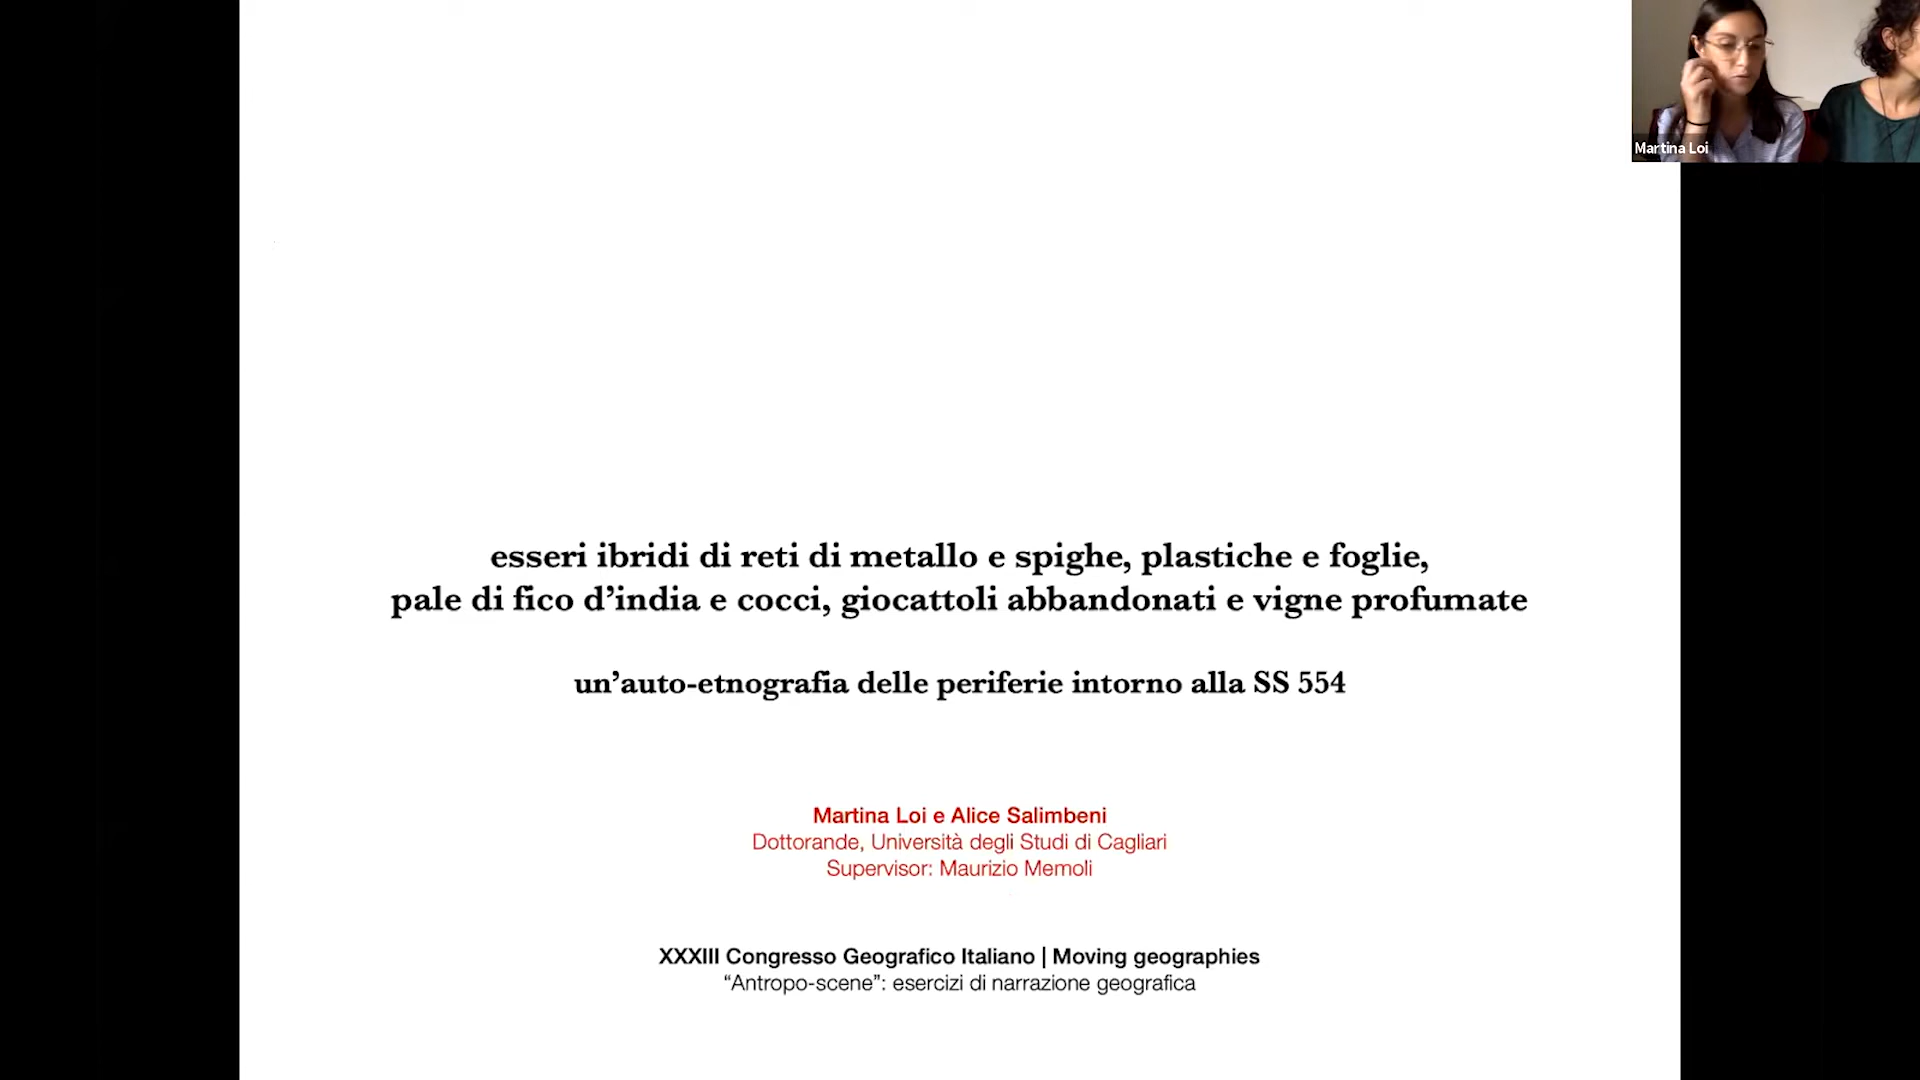 Martina Loi
esseri ibridi di reti di metallo e spighe, plastiche e foglie,
pale di fico d’india e cocci, giocattoli abbandonati e vigne profumate
un’auto-etnografia delle periferie intorno alla SS 554
Martina Loi e Alice Salimbeni
Dottorande, Università degli Studi di Cagliari
Supervisor: Maurizio Memoli
XXXIII Congresso Geografico Italiano | Moving geographies
“Antropo-scene”: esercizi di narrazione geografica